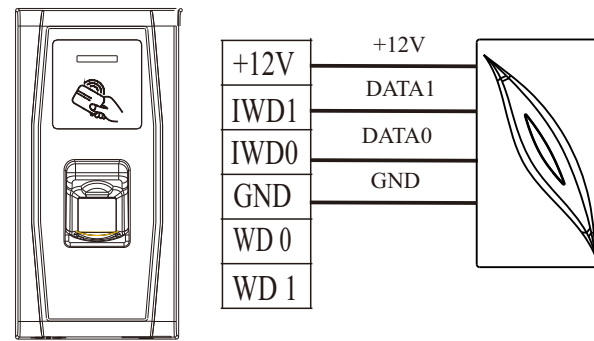 +12V
+12V
IWD1
DATA1
IWD0
DATA0
GND
GND
WD 0
WD 1